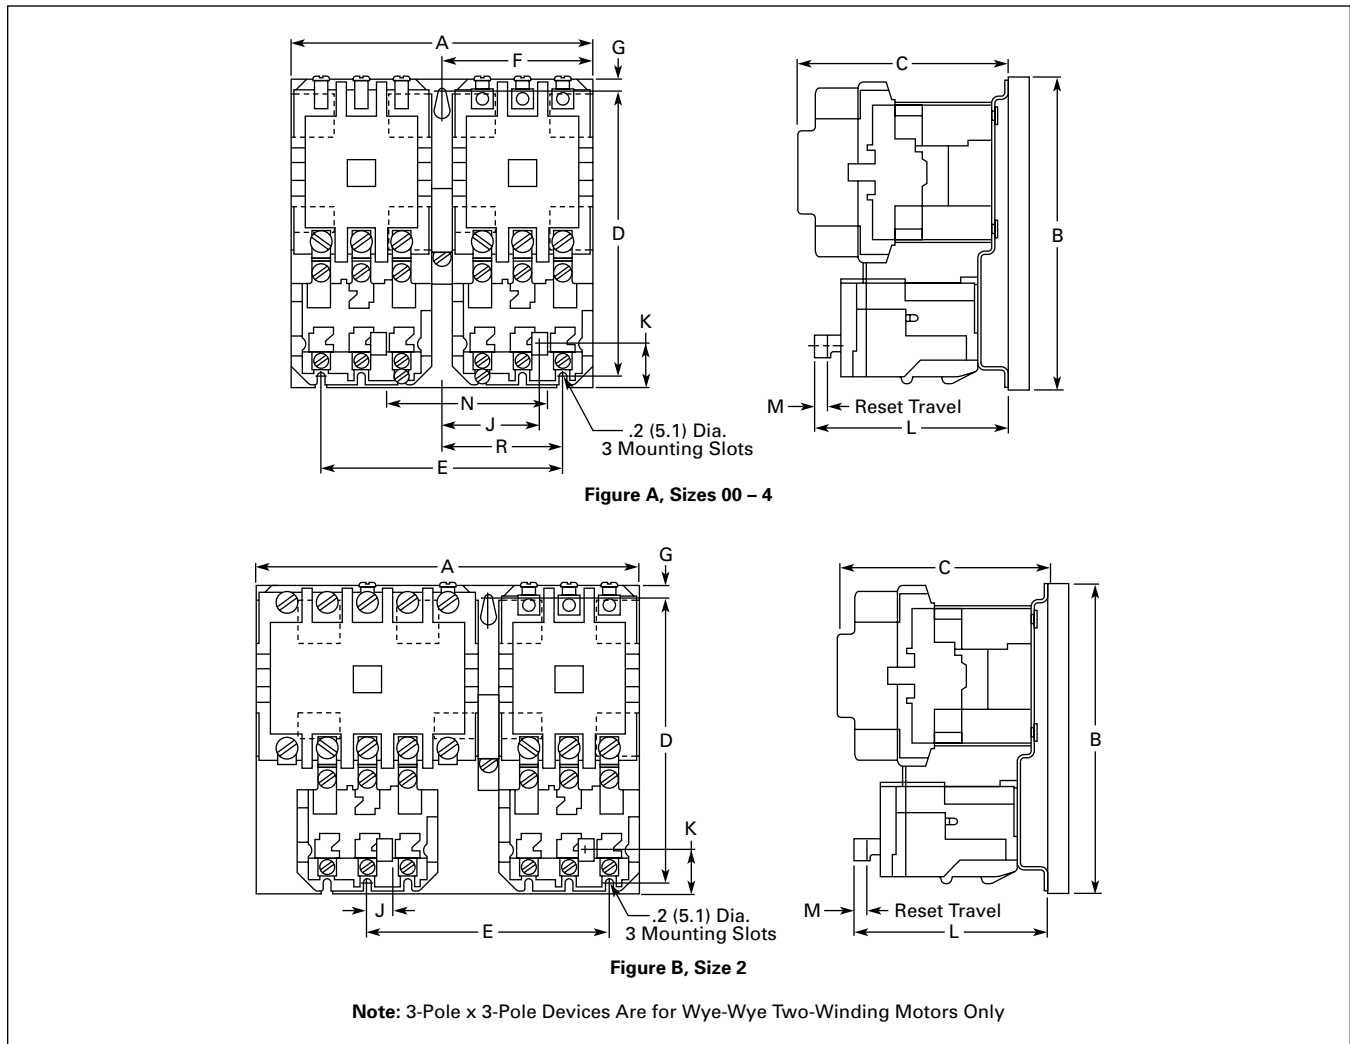 A
F
G
C
D
B
K
N
J
R
E
M
Reset Travel
L
.2 (5.1) Dia.
3 Mounting Slots
Figure A, Sizes 00 – 4
A
G
C
D
B
K
J
E
M
Reset Travel
L
.2 (5.1) Dia.
3 Mounting Slots
Figure B, Size 2
Note: 3-Pole x 3-Pole Devices Are for Wye-Wye Two-Winding Motors Only